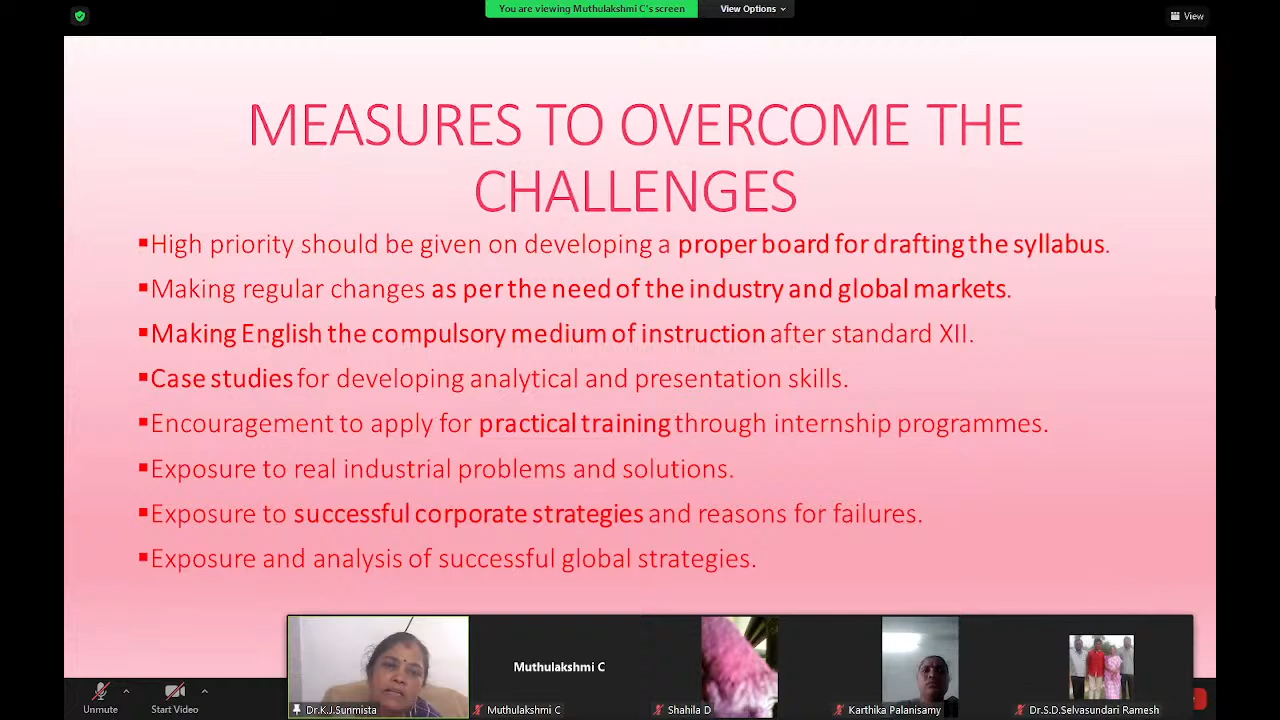 You are viewing Muthulakshmi C's screen
View Options
View
MEASURES TO OVERCOME THE
CHALLENGES
▪High priority should be given on developing a proper board for drafting the syllabus.
▪Making regular changes as per the need of the industry and global markets.
▪Making English the compulsory medium of instruction after standard XII.
▪Case studies for developing analytical and presentation skills.
▪Encouragement to apply for practical training through internship programmes.
▪Exposure to real industrial problems and solutions.
▪Exposure to successful corporate strategies and reasons for failures.
▪Exposure and analysis of successful global strategies.
Muthulakshmi C
Unmute
Start Video
Dr.K.J.Sunmista
Muthulakshmi C
Shahila D
Karthika Palanisamy
Dr.S.D.Selvasundari Ramesh